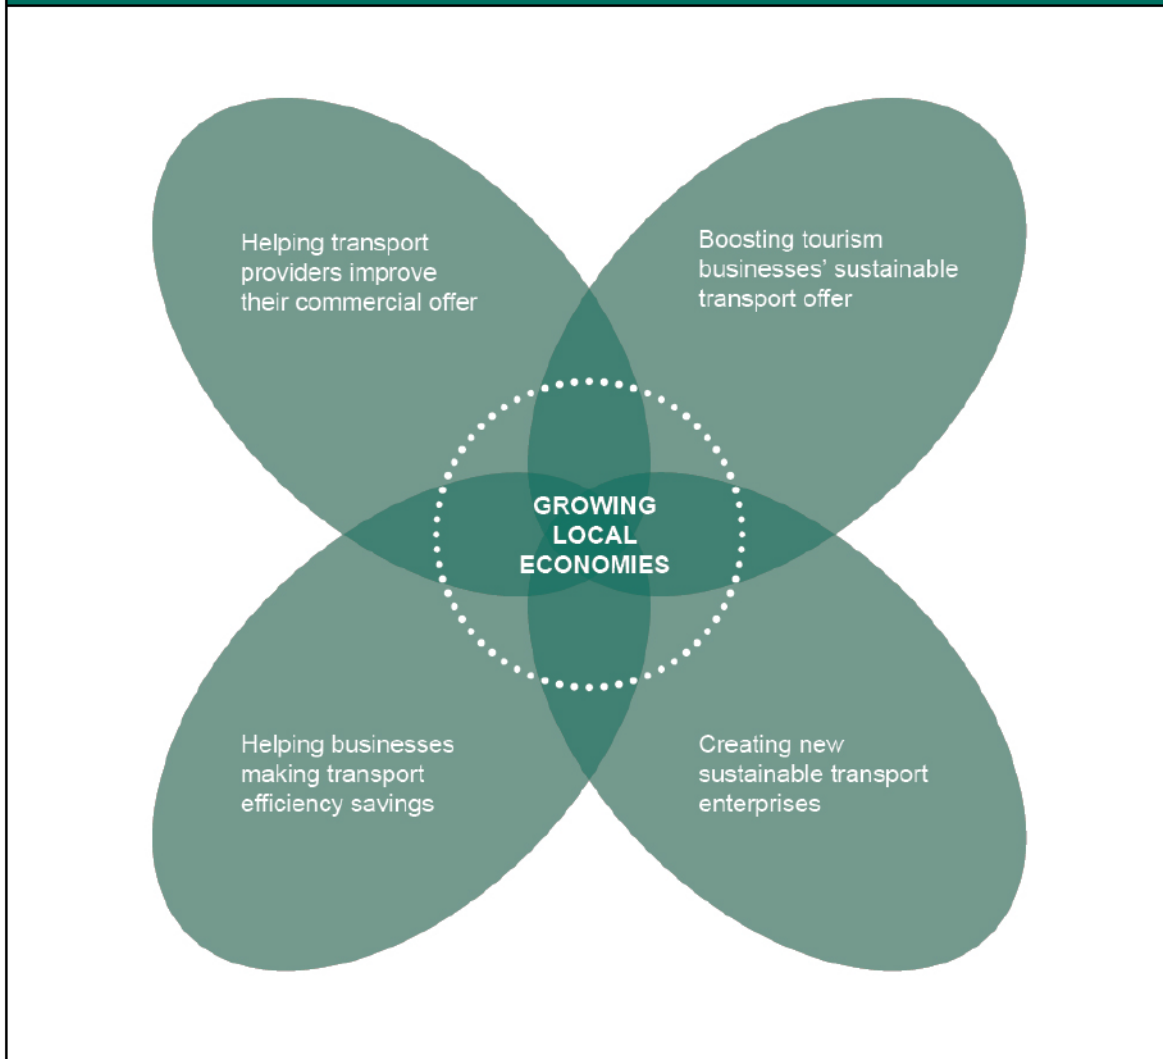 Helping transport
providers improve
their commercial offer
Boosting tourism
businesses’ sustainable
transport offer
GROWING
LOCAL
ECONOMIES
Helping businesses
making transport
efficiency savings
Creating new
sustainable transport
enterprises